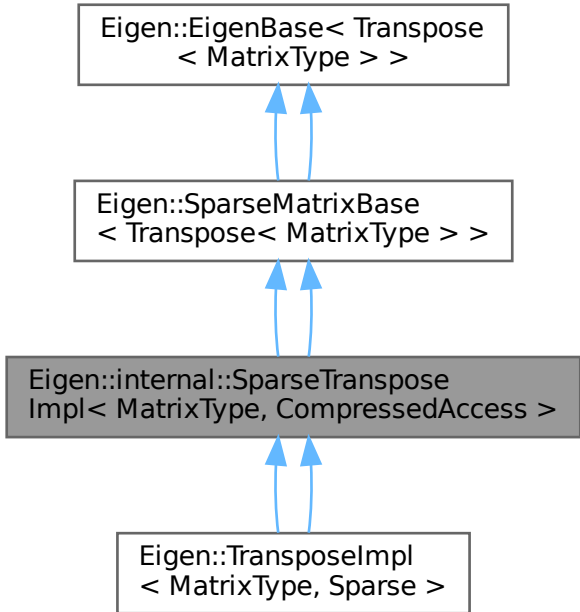 Eigen::EigenBase< Transpose
< MatrixType > >
Eigen::SparseMatrixBase
< Transpose< MatrixType > >
Eigen::internal::SparseTranspose
Impl< MatrixType, CompressedAccess >
Eigen::TransposeImpl
< MatrixType, Sparse >